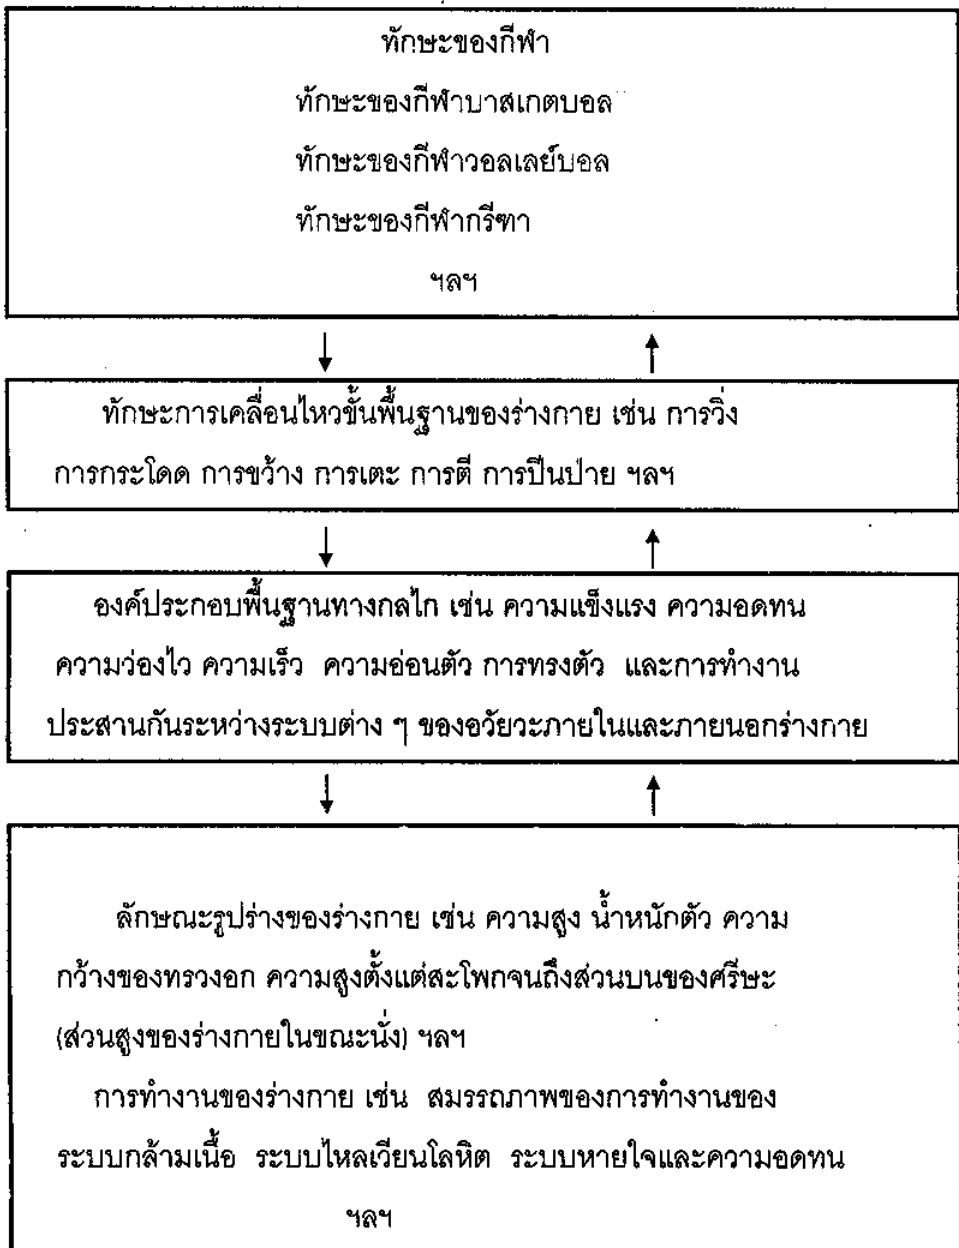 ทักษะของกีฬา
ทักษะของกีฬาบาสเกตบอล
ทักษะของกีฬาวอลเลย์บอล
ทักษะของกีฬากรีฑา
ฯลฯ
ทักษะการเคลื่อนไหวขั้นพื้นฐานของร่างกาย เช่น การวิ่ง
การกระโดด การขว้าง การเตะ การตี การปีนป่าย ฯลฯ
องค์ประกอบพื้นฐานทางกลไก เช่น ความแข็งแรง ความอดทน
ความว่องไว ความเร็ว ความอ่อนตัว การทรงตัว และการทำงาน
ประสานกันระหว่างระบบต่าง ๆ ของอวัยวะภายในและภายนอกร่างกาย
ลักษณะรูปร่างของร่างกาย เช่น ความสูง น้ำหนักตัว ความ
กว้างของทรวงอก ความสูงตั้งแต่สะโพกจนถึงส่วนบนของศรีษะ
(ส่วนสูงของร่างกายในขณะนั่ง) ฯลฯ
การทำงานของร่างกาย เช่น สมรรถภาพของการทำงานของ
ระบบกล้ามเนื้อ ระบบไหลเวียนโลหิต ระบบหายใจและความอดทน
ฯลฯ